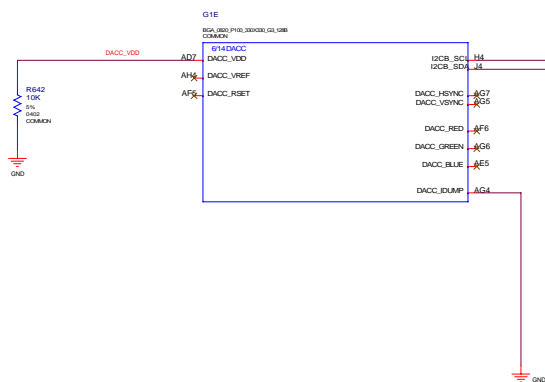 G1E
BGA_0820_P100_330X330_G3_128B
COMMON
6/14 DACC
DACC_VDD
AD7
DACC_VDD
AH4
DACC_VREF
AF5
DACC_RSET
I2CB_SCL
H4
I2CB_SDA
J4
DACC_HSYNC
AG7
DACC_VSYNC
AG5
DACC_RED
AF6
DACC_GREEN
AG6
DACC_BLUE
AE5
DACC_IDUMP
AG4
R642
10K
5%
0402
COMMON
GND
GND